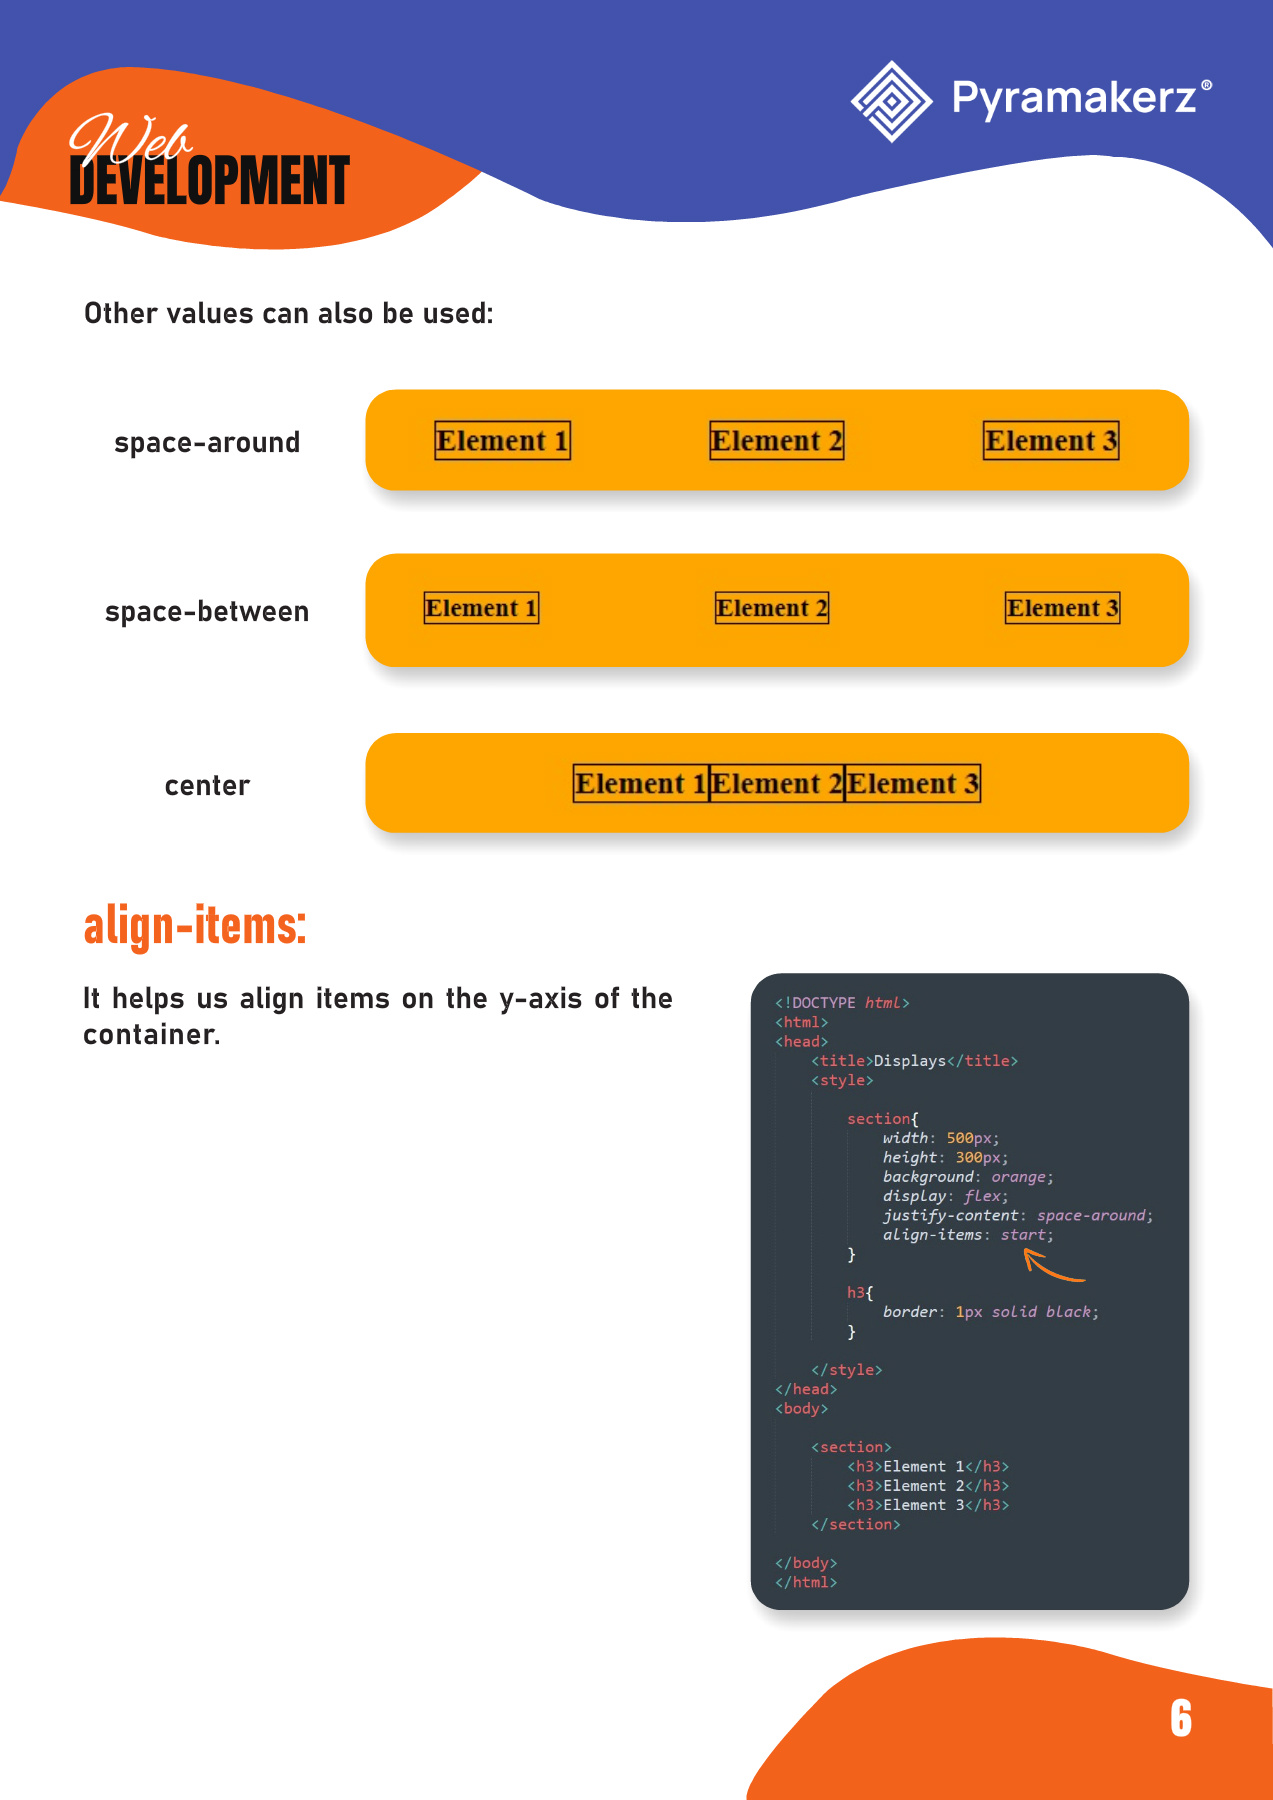 Web
DEVELOPMENT
Pyramakerz®
Other values can also be used:
space-around
Element 1 Element 2 Element 3
space-between
Element 1 Element 2 Element 3
center
Element 1 Element 2 Element 3
align-items:
It helps us align items on the y-axis of the
container.
<!DOCTYPE html>
<html>
<head>
<title>Displays</title>
<style>
section{
width: 500px;
height: 300px;
background: orange;
display: flex;
justify-content: space-around;
align-items: start;
}
h3{
border: 1px solid black;
}
</style>
</head>
<body>
<section>
<h3>Element 1</h3>
<h3>Element 2</h3>
<h3>Element 3</h3>
</section>
</body>
</html>
6